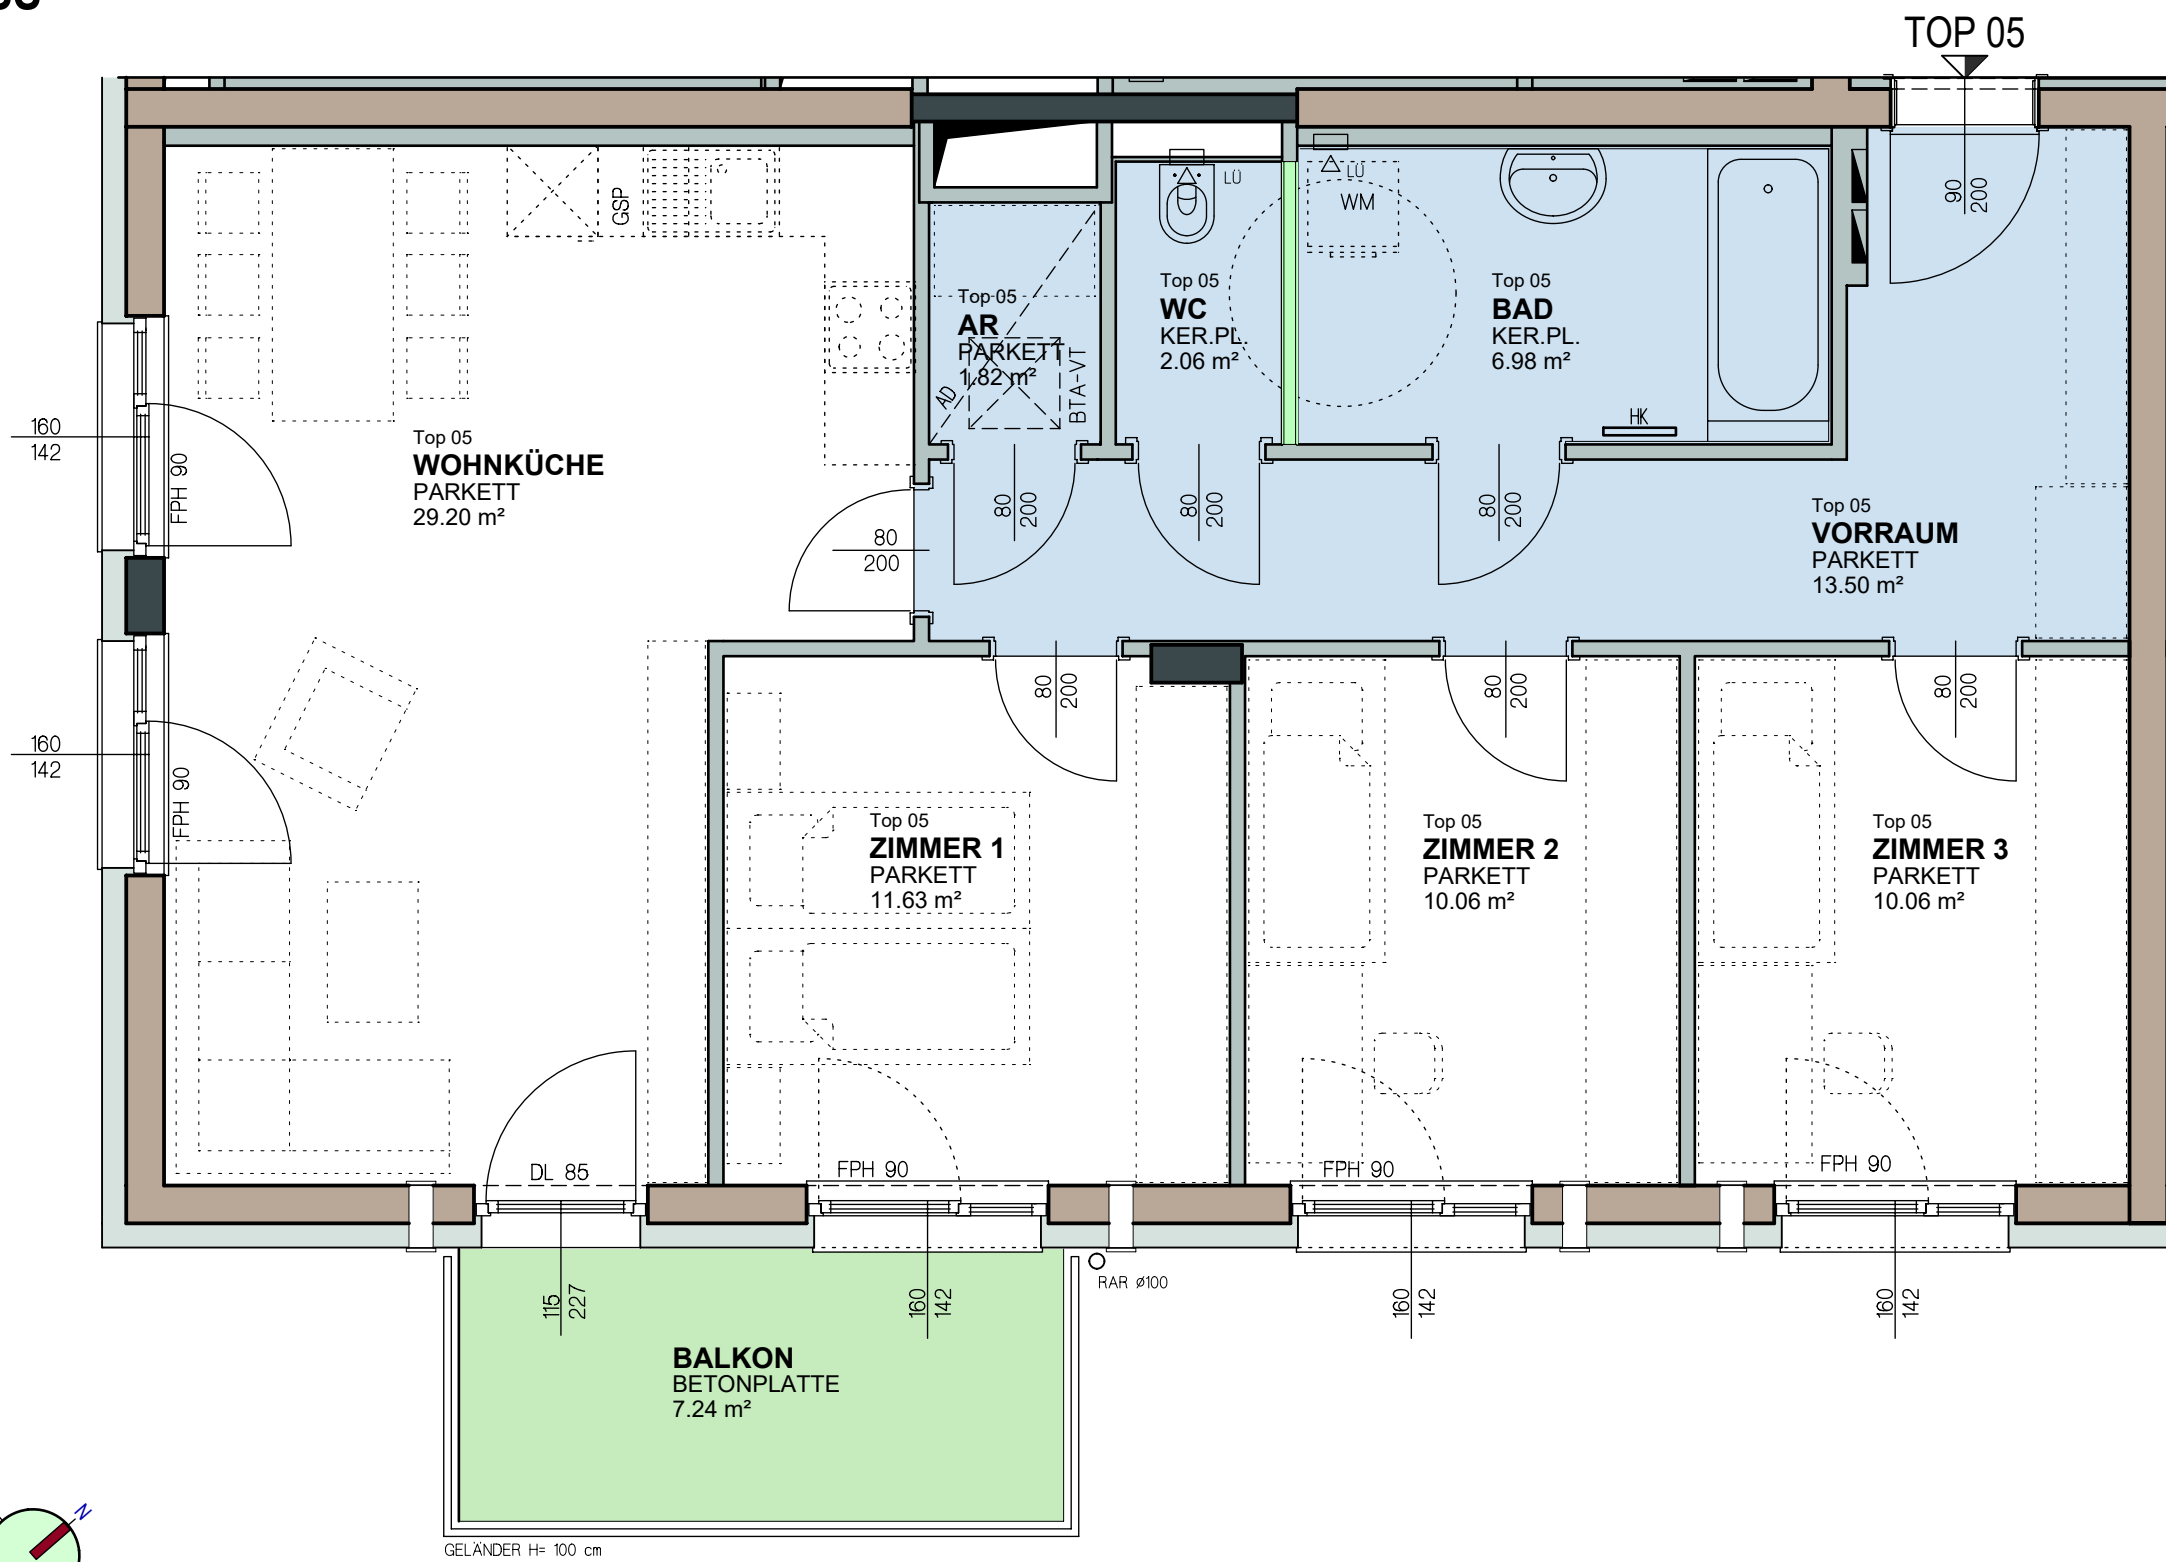 TOP 05
90
200
LÜ
LÜ
WM
GSP
Top 05
AR
PARKETT
1.82 m²
AD
BTA-VT
Top 05
WC
KER.PL.
2.06 m²
Top 05
BAD
KER.PL.
6.98 m²
HK
160
142
FPH 90
Top 05
WOHNKÜCHE
PARKETT
29.20 m²
80
200
80
200
80
200
80
200
Top 05
VORRAUM
PARKETT
13.50 m²
80
200
80
200
80
200
160
142
FPH 90
Top 05
ZIMMER 1
PARKETT
11.63 m²
Top 05
ZIMMER 2
PARKETT
10.06 m²
Top 05
ZIMMER 3
PARKETT
10.06 m²
DL 85
FPH 90
FPH 90
FPH 90
115
227
160
142
RAR ø100
160
142
160
142
BALKON
BETONPLATTE
7.24 m²
N
GELÄNDER H= 100 cm